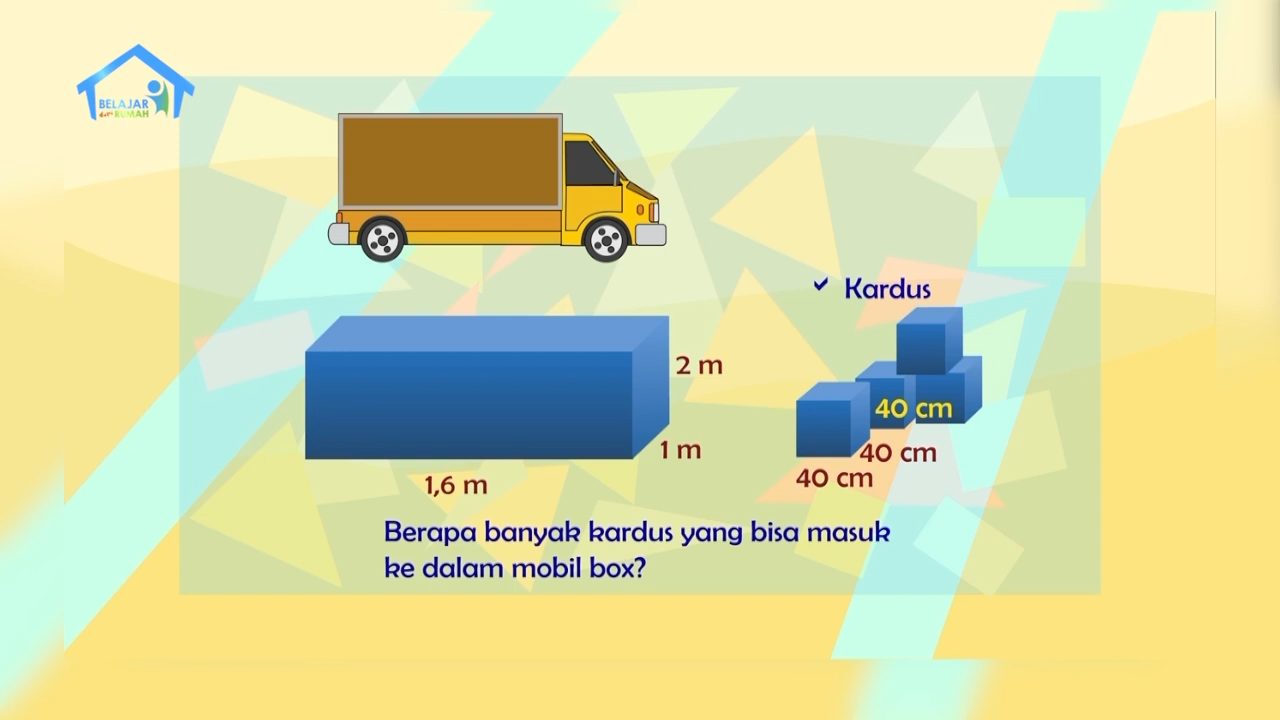 BELAJAR
dari RUMAH
Kardus
2 m
1 m
1,6 m
40 cm
40 cm
40 cm
Berapa banyak kardus yang bisa masuk
ke dalam mobil box?